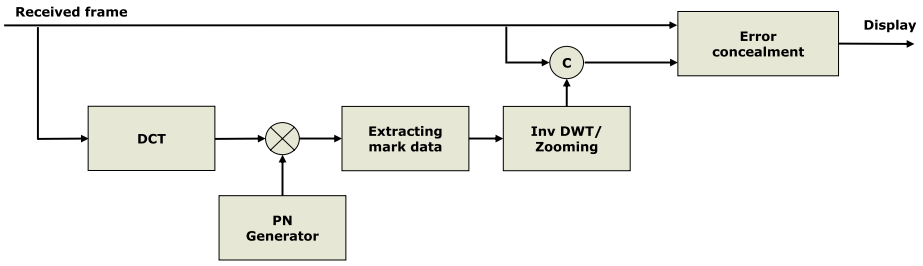 Received frame
Display
Error
concealment
C
DCT
Extracting
mark data
Inv DWT/
Zooming
PN
Generator